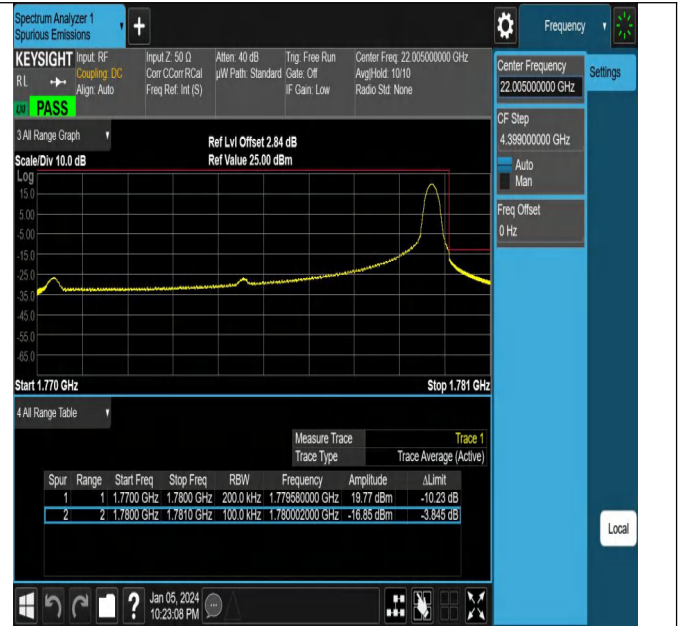 Spectrum Analyzer 1
Spurious Emissions
+
Frequency
KEYSIGHT
Input: RF
Coupling: DC
Align: Auto
Input Z: 50 Ω
Corr CCorr RCal
Freq Ref: Int (S)
Atten: 40 dB
µW Path: Standard
Trig: Free Run
Gate: Off
IF Gain: Low
Center Freq: 22.005000000 GHz
Avg|Hold: 10/10
Radio Std: None
RL
LXI
PASS
Center Frequency
22.005000000 GHz
Settings
CF Step
4.399000000 GHz
Auto
Man
Freq Offset
0 Hz
3 All Range Graph
Ref Lvl Offset 2.84 dB
Scale/Div 10.0 dB
Ref Value 25.00 dBm
Log
15.0
5.00
-5.00
-15.0
-25.0
-35.0
-45.0
-55.0
-65.0
Start 1.770 GHz
Stop 1.781 GHz
4 All Range Table
Measure Trace Trace 1
Trace Type Trace Average (Active)
Spur Range Start Freq Stop Freq RBW Frequency Amplitude ΔLimit
1 1 1.7700 GHz 1.7800 GHz 200.0 kHz 1.779580000 GHz 19.77 dBm -10.23 dB
2 2 1.7800 GHz 1.7810 GHz 100.0 kHz 1.780002000 GHz -16.85 dBm -3.845 dB
Local
?
Jan 05, 2024
10:23:08 PM